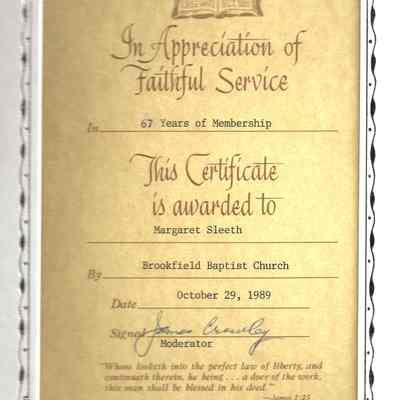 In Appreciation of
Faithful Service
In 67 Years of Membership
This Certificate
is awarded to
Margaret Sleeth
By Brookfield Baptist Church
Date October 29, 1989
Signed James Crowley
Moderator
"Whoso looketh into the perfect law of liberty, and
continueth therein, he being . . . a doer of the work,
this man shall be blessed in his deed."
—James 1:25